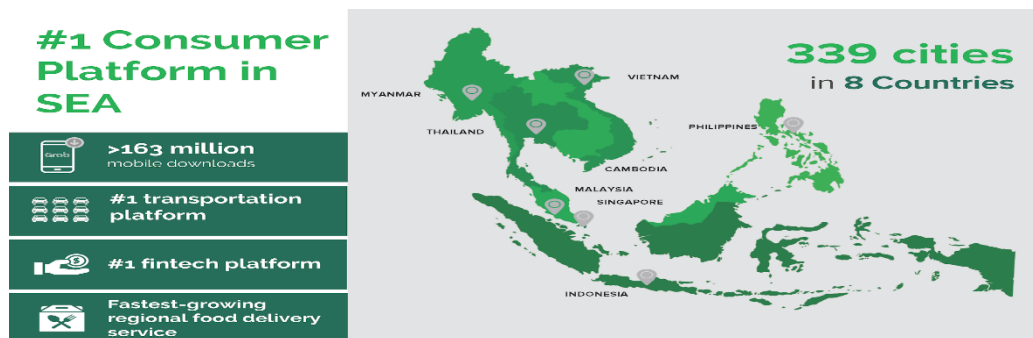 #1 Consumer
Platform in
SEA
Grab
>163 million
mobile downloads
#1 transportation
platform
#1 fintech platform
Fastest-growing
regional food delivery
service
339 cities
in 8 Countries
MYANMAR
VIETNAM
THAILAND
PHILIPPINES
CAMBODIA
MALAYSIA
SINGAPORE
INDONESIA